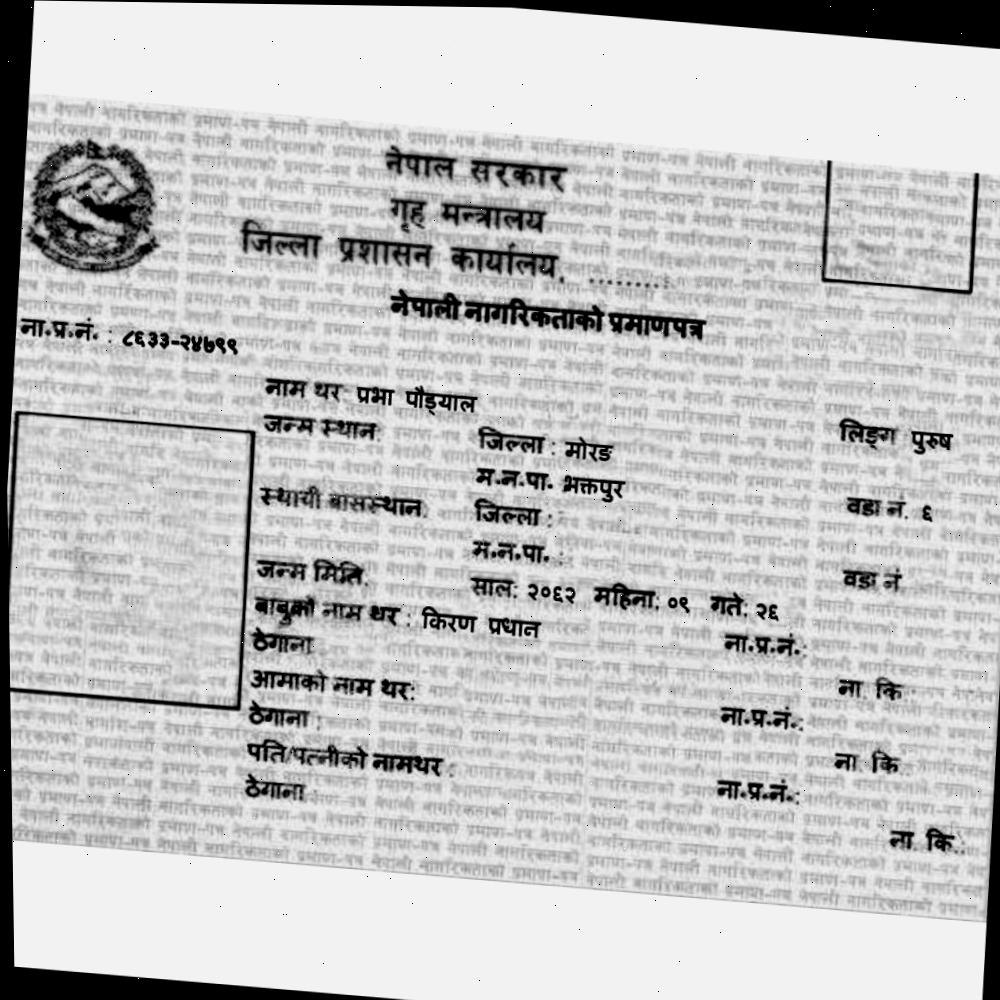 नेपाल सरकार
गृह मन्त्रालय
जिल्ला प्रशासन कार्यालय, .........
नेपाली नागरिकताको प्रमाणपत्र
ना.प्र.नं. : ८६३३-२४७९९
नाम थर: प्रभा पौड्याल लिङ्ग पुरुष
जन्म स्थान: जिल्ला : मोरङ
म.न.पा. भक्तपुर वडा नं. ६
स्थायी बासस्थान: जिल्ला :
म.न.पा. : वडा नं
जन्म मिति: साल: २०६२ महिना: ०९ गते: २६
बाबुको नाम थर : किरण प्रधान ना.प्र.नं.:
ठेगाना : ना. कि.:
आमाको नाम थर: ना.प्र.नं.:
ठेगाना : ना. कि.:
पति/पत्नीको नामथर : ना.प्र.नं.:
ठेगाना : ना. कि.: